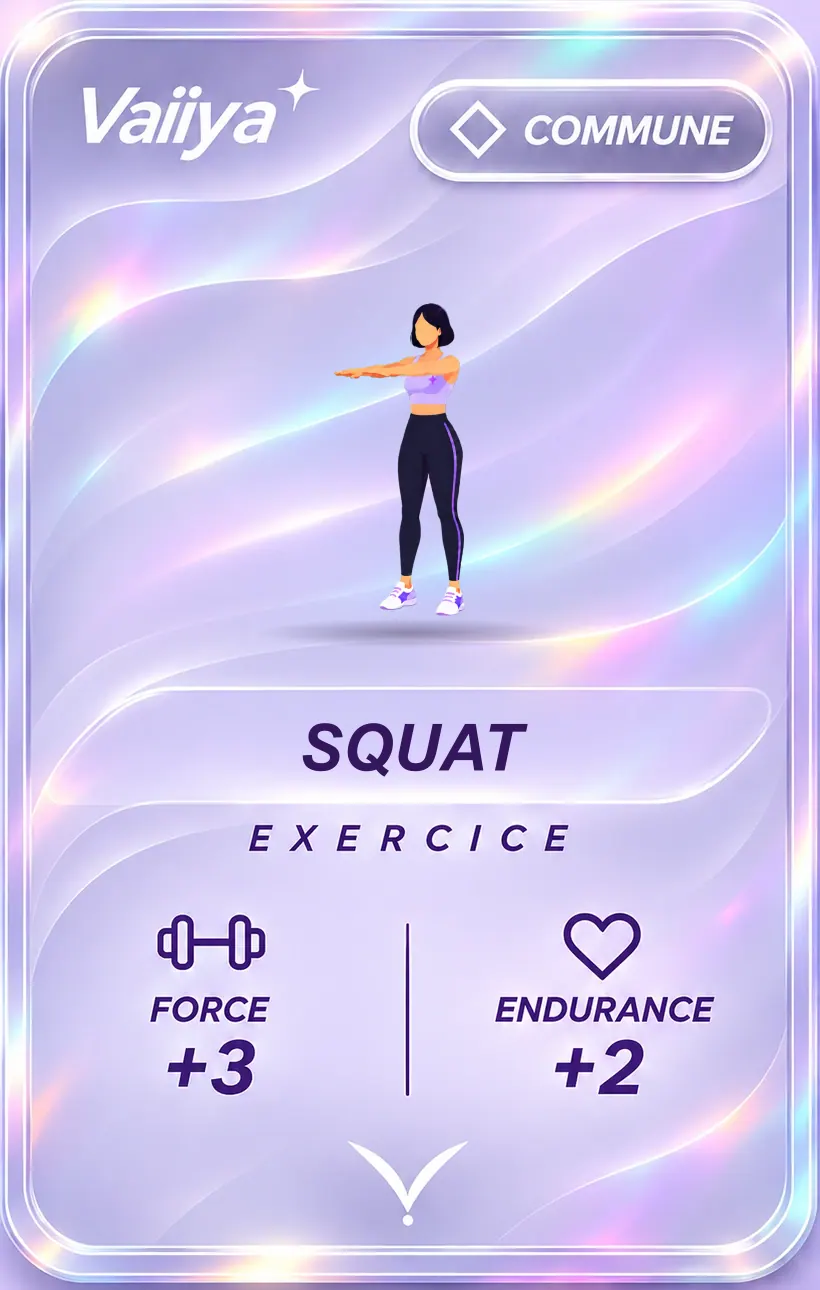 Vaiiya
COMMUNE
SQUAT
EXERCICE
FORCE
+3
ENDURANCE
+2